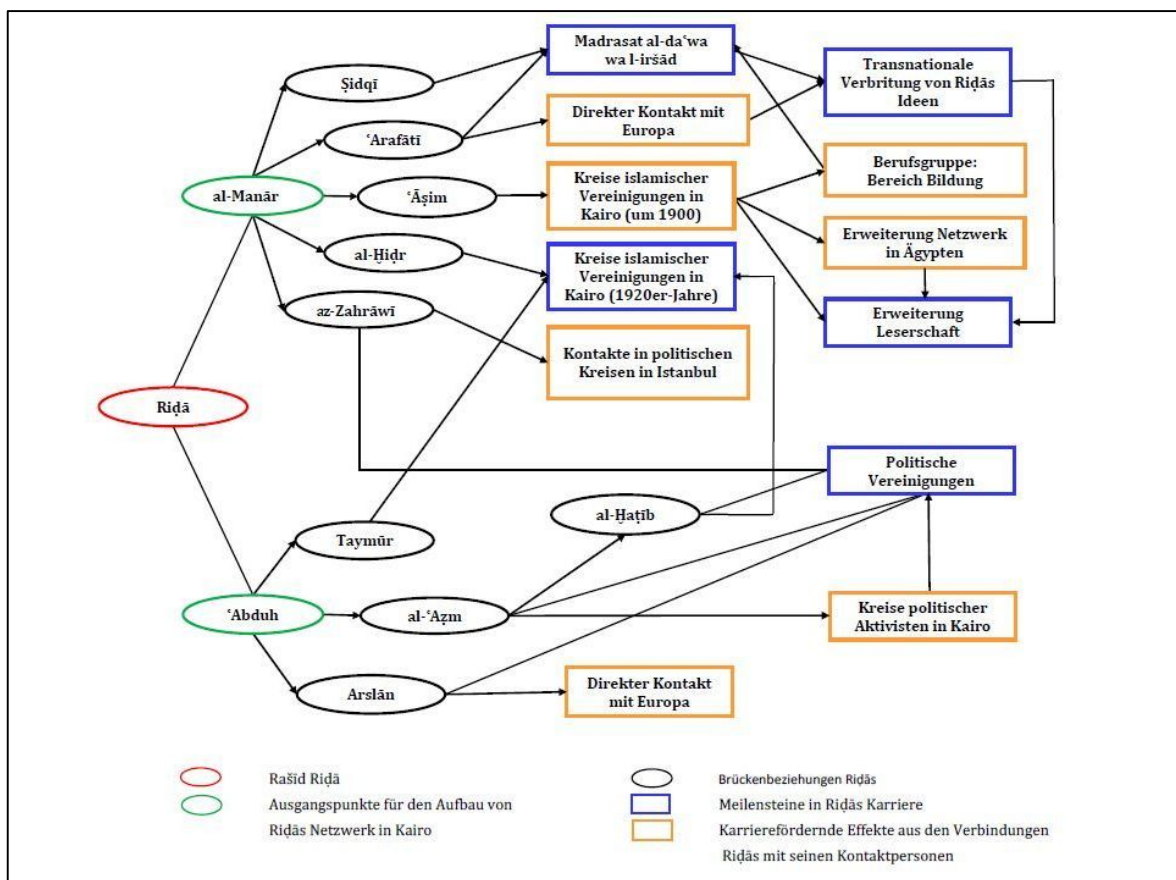 Madrasat al-daʿwa
wa l-iršād
Transnationale
Verbritung von Riḍās
Ideen
Ṣidqī
Direkter Kontakt mit
Europa
ʿArafātī
Berufsgruppe:
Bereich Bildung
al-Manār
ʿĀṣim
Kreise islamischer
Vereinigungen in
Kairo (um 1900)
Erweiterung Netzwerk
in Ägypten
al-Ḫiḍr
Kreise islamischer
Vereinigungen in
Kairo (1920er-Jahre)
az-Zahrāwī
Erweiterung
Leserschaft
Kontakte in politischen
Kreisen in Istanbul
Riḍā
Politische
Vereinigungen
al-Ḫaṭīb
Taymūr
ʿAbduh
al-ʿAẓm
Kreise politischer
Aktivisten in Kairo
Arslān
Direkter Kontakt
mit Europa
Rašīd Riḍā
Ausgangspunkte für den Aufbau von
Riḍās Netzwerk in Kairo
Brückenbeziehungen Riḍās
Meilensteine in Riḍās Karriere
Karrierefördernde Effekte aus den Verbindungen
Riḍās mit seinen Kontaktpersonen